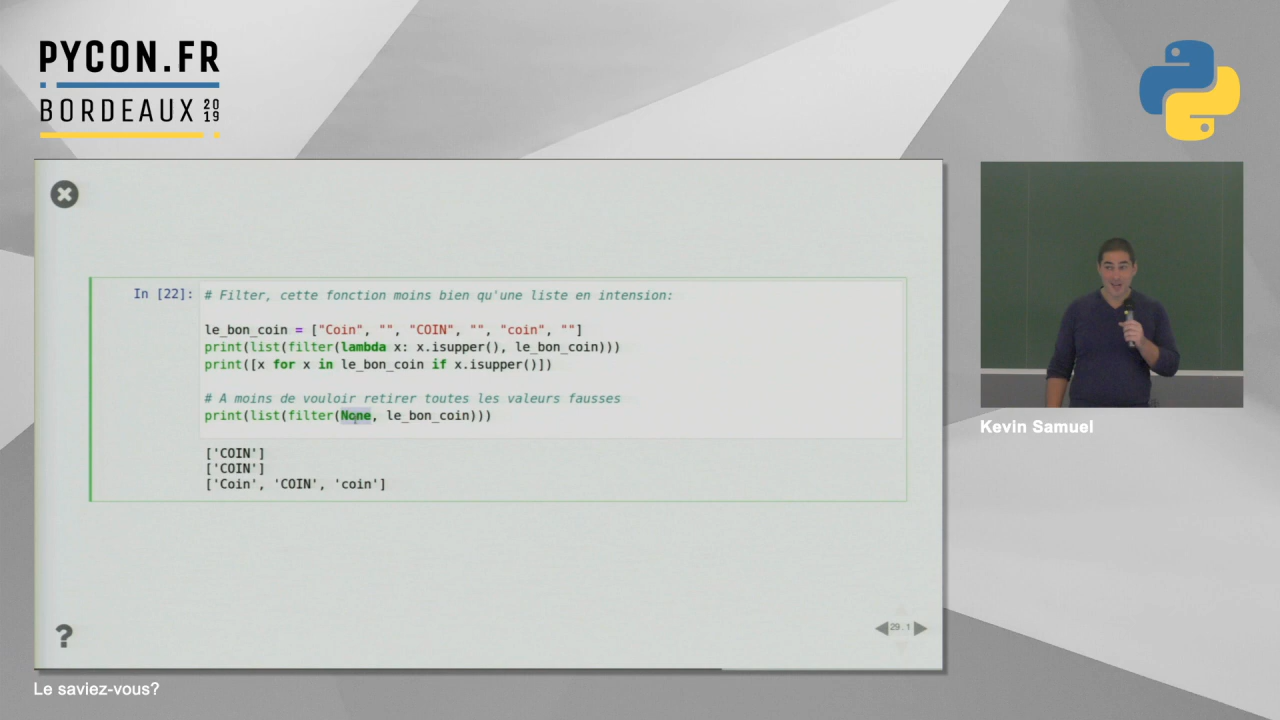 PYCON.FR
BORDEAUX 2019
In [22]:
# Filter, cette fonction moins bien qu'une liste en intension:
le_bon_coin = ["Coin", "", "COIN", "", "coin", ""]
print(list(filter(lambda x: x.isupper(), le_bon_coin)))
print([x for x in le_bon_coin if x.isupper()])
# A moins de vouloir retirer toutes les valeurs fausses
print(list(filter(None, le_bon_coin)))
['COIN']
['COIN']
['Coin', 'COIN', 'coin']
?
29.1
Kevin Samuel
Le saviez-vous?